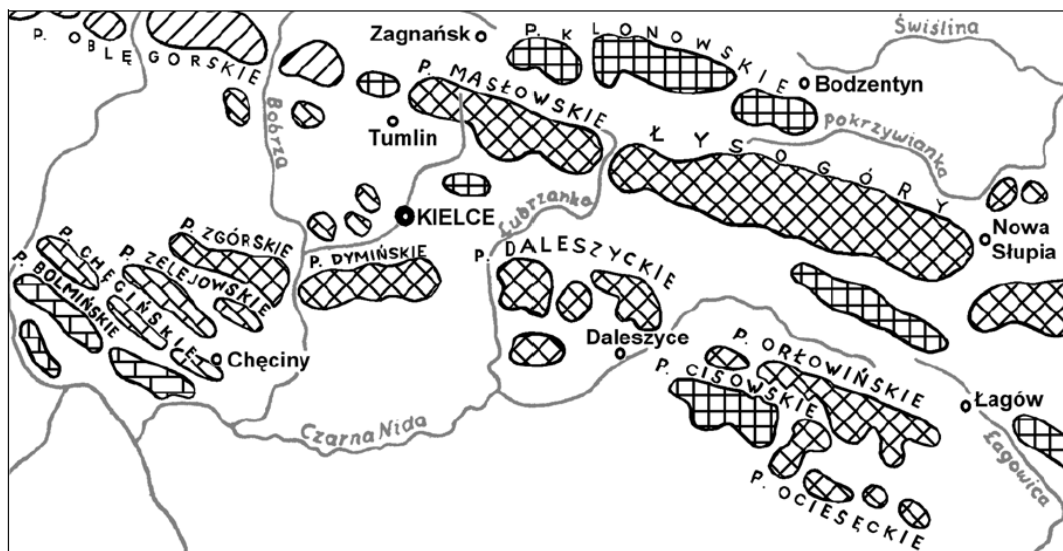 Świślina
Zagnańsk
P. KLONOWSKIE
P. OBLĘGORSKIE
P. MASŁOWSKIE
Bodzentyn
Bobrza
Tumlin
pokrzywianka
ŁYSOGÓRY
KIELCE
Lubrzanka
Nowa
Słupia
P. ZGÓRSKIE
P. CHĘCIŃSKIE
P. ZELEJOWSKIE
P. BOLMIŃSKIE
P. DYMIŃSKIE
P. DALESZYCKIE
Chęciny
Daleszyce
P. ORŁOWIŃSKIE
P. CISOWSKIE
Łagów
Czarna Nida
Łagowica
P. OCIESĘCKIE